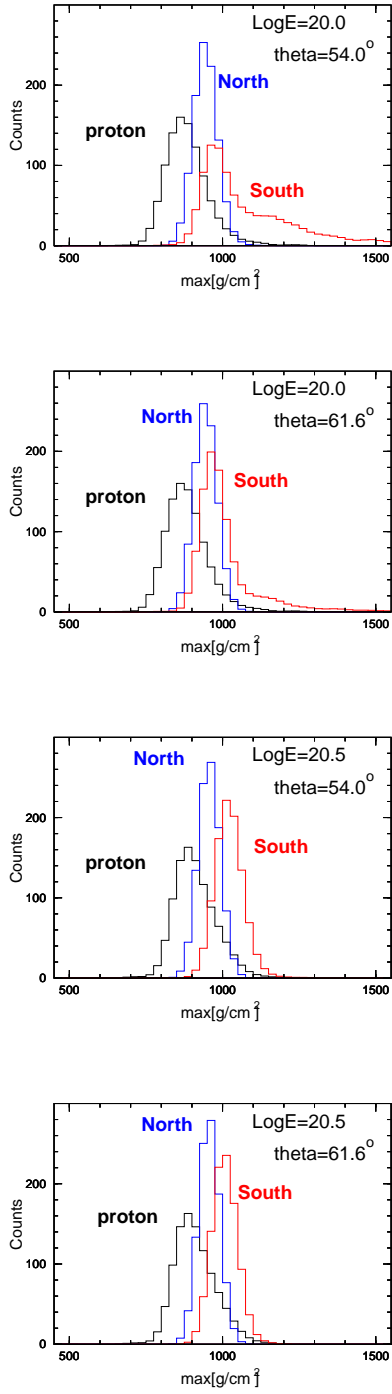 LogE=20.0
theta=54.0°
North
proton
South
Counts
200
100
0
500
1000
1500
max[g/cm²]
LogE=20.0
theta=61.6°
North
South
proton
Counts
200
100
0
500
1000
1500
max[g/cm²]
LogE=20.5
North
theta=54.0°
South
proton
Counts
200
100
0
500
1000
1500
max[g/cm²]
LogE=20.5
North
theta=61.6°
South
proton
Counts
200
100
0
500
1000
1500
max[g/cm²]